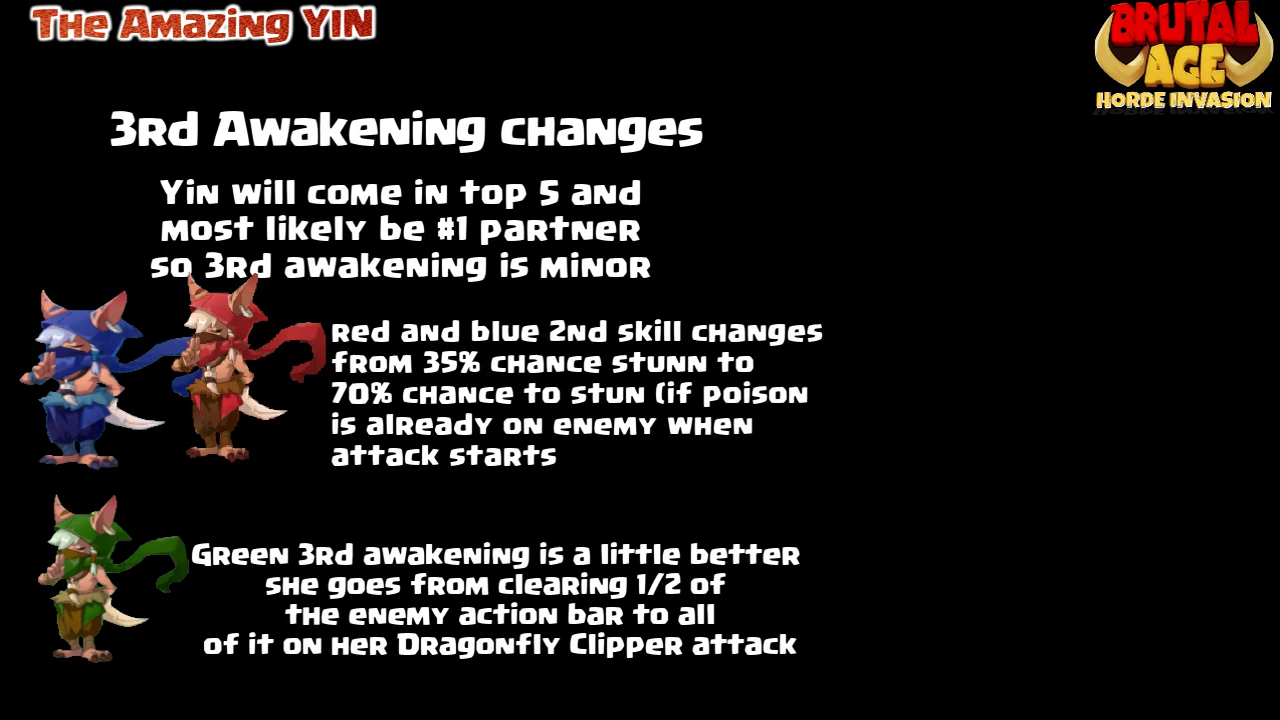 The Amazing YIN
BRUTAL
AGE
HORDE INVASION
3rd Awakening changes
Yin will come in top 5 and
most likely be #1 partner
so 3rd awakening is minor
red and blue 2nd skill changes
from 35% chance stunn to
70% chance to stun (if poison
is already on enemy when
attack starts
Green 3rd awakening is a little better
she goes from clearing 1/2 of
the enemy action bar to all
of it on her Dragonfly Clipper attack